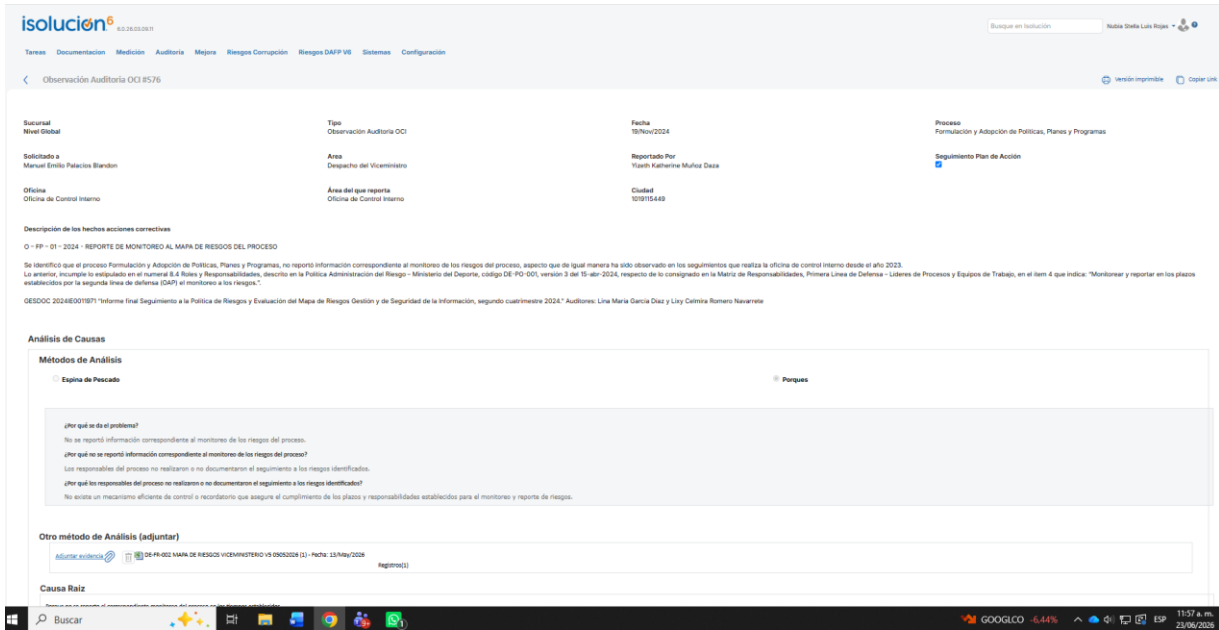 isolución⁶ 6.0.26.03.09.11
Busque en Isolución
Nubia Stella Luis Rojas
Tareas Documentacion Medición Auditoria Mejora Riesgos Corrupción Riesgos DAFP V6 Sistemas Configuración
Observación Auditoria OCI #576
Versión imprimible Copiar Link
Sucursal Tipo Fecha Proceso
Nivel Global Observación Auditoria OCI 19/Nov/2024 Formulación y Adopción de Políticas, Planes y Programas
Solicitado a Area Reportado Por Seguimiento Plan de Acción
Manuel Emilio Palacios Blandon Despacho del Viceministro Yizeth Katherine Muñoz Daza
Oficina Área del que reporta Ciudad
Oficina de Control Interno Oficina de Control Interno 1019115449
Descripción de los hechos acciones correctivas
O – FP – 01 – 2024 - REPORTE DE MONITOREO AL MAPA DE RIESGOS DEL PROCESO
Se identificó que el proceso Formulación y Adopción de Políticas, Planes y Programas, no reportó información correspondiente al monitoreo de los riesgos del proceso, aspecto que de igual manera ha sido observado en los seguimientos que realiza la oficina de control interno desde el año 2023.
Lo anterior, incumple lo estipulado en el numeral 8.4 Roles y Responsabilidades, descrito en la Política Administración del Riesgo – Ministerio del Deporte, código DE-PO-001, versión 3 del 15-abr-2024, respecto de lo consignado en la Matriz de Responsabilidades, Primera Línea de Defensa – Líderes de Procesos y Equipos de Trabajo, en el ítem 4 que indica: "Monitorear y reportar en los plazos
establecidos por la segunda línea de defensa (OAP) el monitoreo a los riesgos.".
GESDOC 2024IE0011971 "Informe final Seguimiento a la Política de Riesgos y Evaluación del Mapa de Riesgos Gestión y de Seguridad de la Información, segundo cuatrimestre 2024." Auditores: Lina María García Díaz y Lixy Celmira Romero Navarrete
Análisis de Causas
Métodos de Análisis
Espina de Pescado Porques
¿Por qué se da el problema?
No se reportó información correspondiente al monitoreo de los riesgos del proceso.
¿Por qué no se reportó información correspondiente al monitoreo de los riesgos del proceso?
Los responsables del proceso no realizaron o no documentaron el seguimiento a los riesgos identificados.
¿Por qué los responsables del proceso no realizaron o no documentaron el seguimiento a los riesgos identificados?
No existe un mecanismo eficiente de control o recordatorio que asegure el cumplimiento de los plazos y responsabilidades establecidos para el monitoreo y reporte de riesgos.
Otro método de Análisis (adjuntar)
Adjuntar evidencia DE-FR-002 MAPA DE RIESGOS VICEMINISTERIO V5 05052026 (1) - Fecha: 13/May/2026
Registros(1)
Causa Raiz
Buscar
GOOGLCO -6,44% ESP 11:57 a. m.
23/06/2026